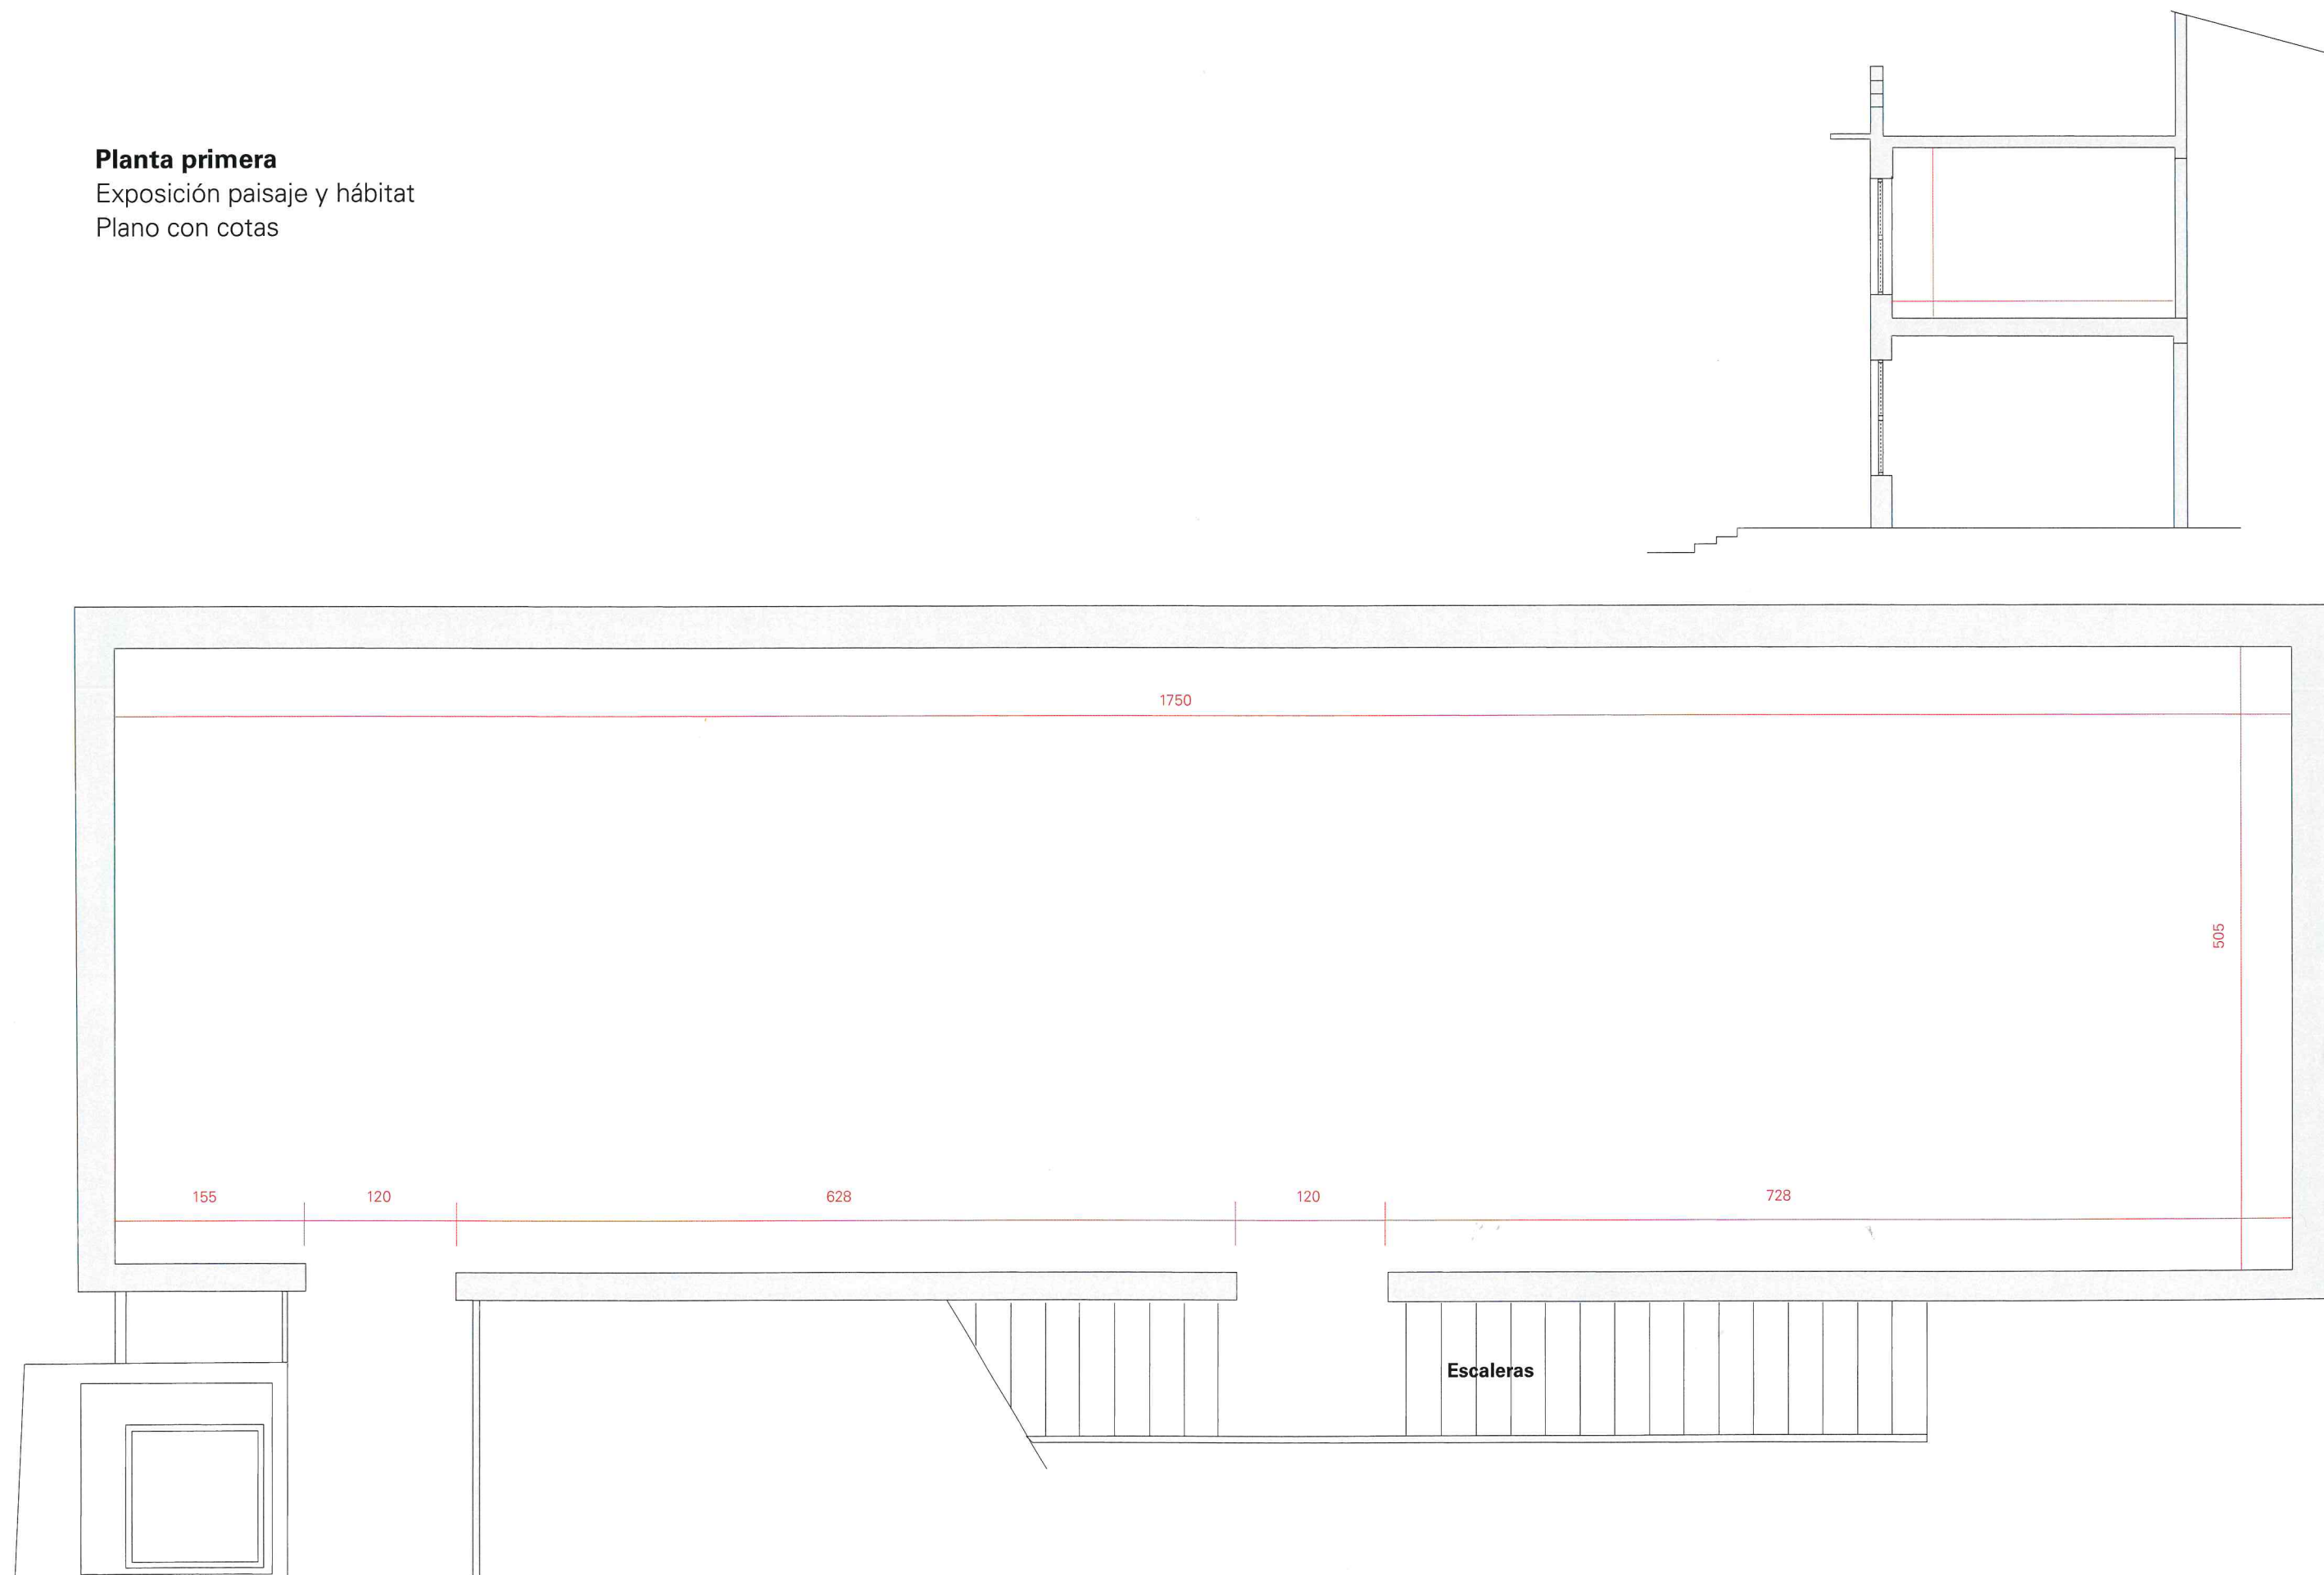 Planta primera
Exposición paisaje y hábitat
Plano con cotas
1750
505
155
120
628
120
728
Escaleras